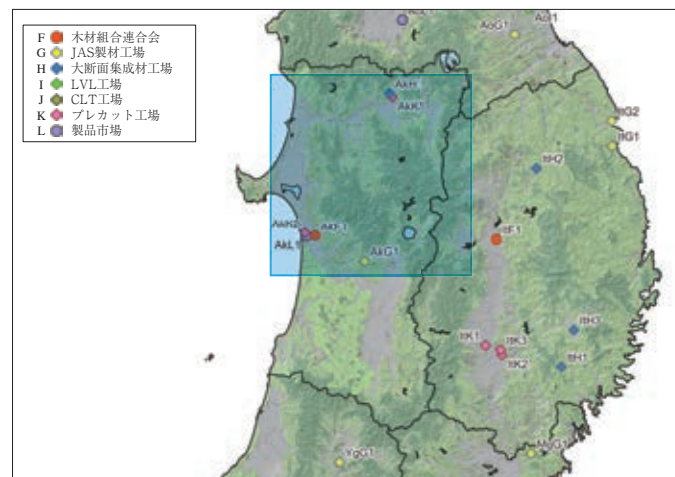 F 木材組合連合会
G JAS製材工場
H 大断面集成材工場
I LVL工場
J CLT工場
K プレカット工場
L 製品市場
AoI1
AoG1
AkH
AkK1
ItG2
ItG1
ItH2
AkK2
AkF1
AkL1
AkG1
ItF1
ItH3
ItK1
ItK3
ItK2
ItH1
MgG1
YgG1